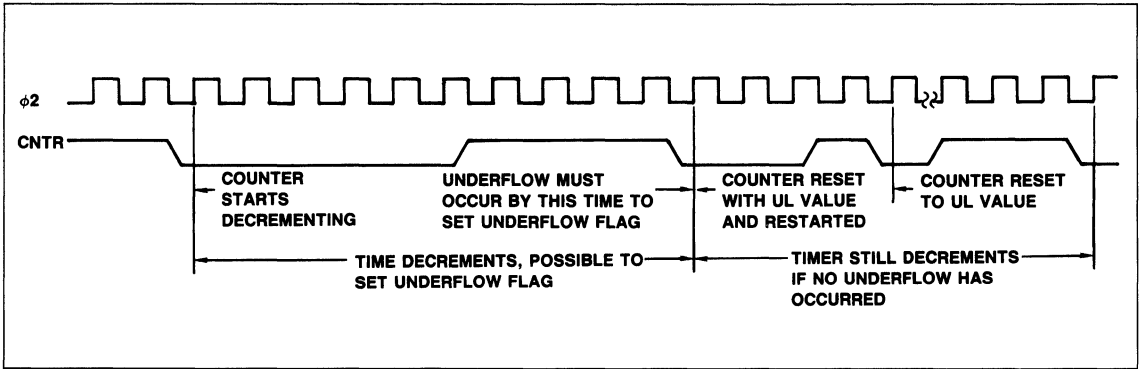 φ2
CNTR
COUNTER
STARTS
DECREMENTING
UNDERFLOW MUST
OCCUR BY THIS TIME TO
SET UNDERFLOW FLAG
COUNTER RESET
WITH UL VALUE
AND RESTARTED
COUNTER RESET
TO UL VALUE
TIME DECREMENTS, POSSIBLE TO
SET UNDERFLOW FLAG
TIMER STILL DECREMENTS
IF NO UNDERFLOW HAS
OCCURRED